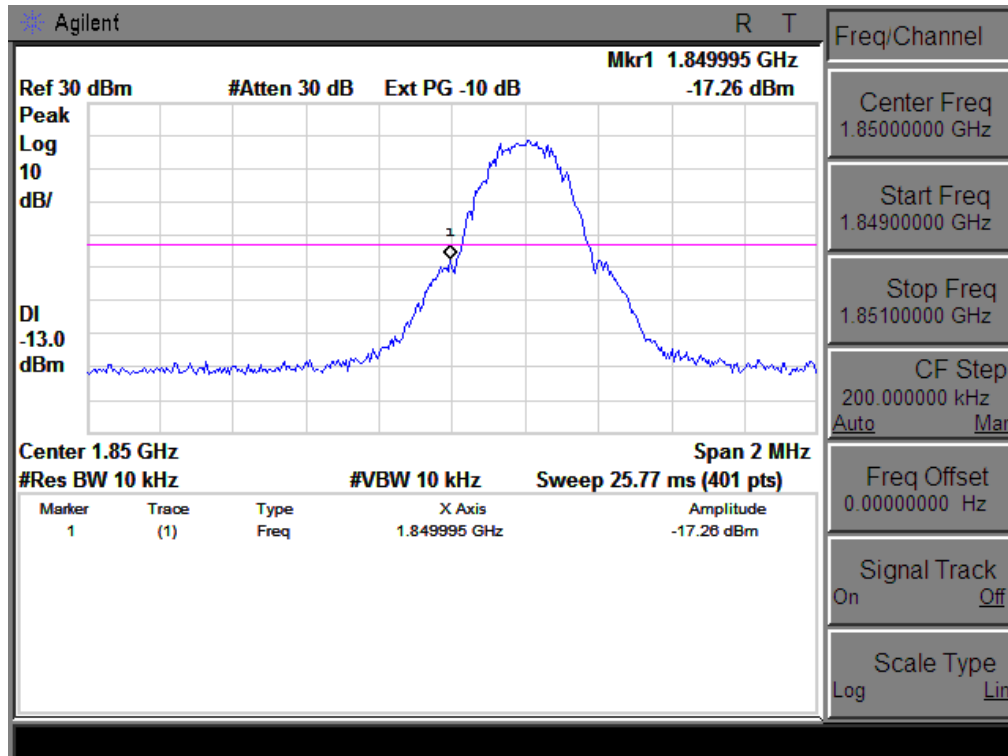 Agilent R T
Mkr1 1.849995 GHz
Ref 30 dBm #Atten 30 dB Ext PG -10 dB -17.26 dBm
Peak
Log
10
dB/
1
DI
-13.0
dBm
Center 1.85 GHz Span 2 MHz
#Res BW 10 kHz #VBW 10 kHz Sweep 25.77 ms (401 pts)
Marker Trace Type X Axis Amplitude
1 (1) Freq 1.849995 GHz -17.26 dBm
Freq/Channel
Center Freq
1.85000000 GHz
Start Freq
1.84900000 GHz
Stop Freq
1.85100000 GHz
CF Step
200.000000 kHz
Auto Man
Freq Offset
0.00000000 Hz
Signal Track
On Off
Scale Type
Log Lin